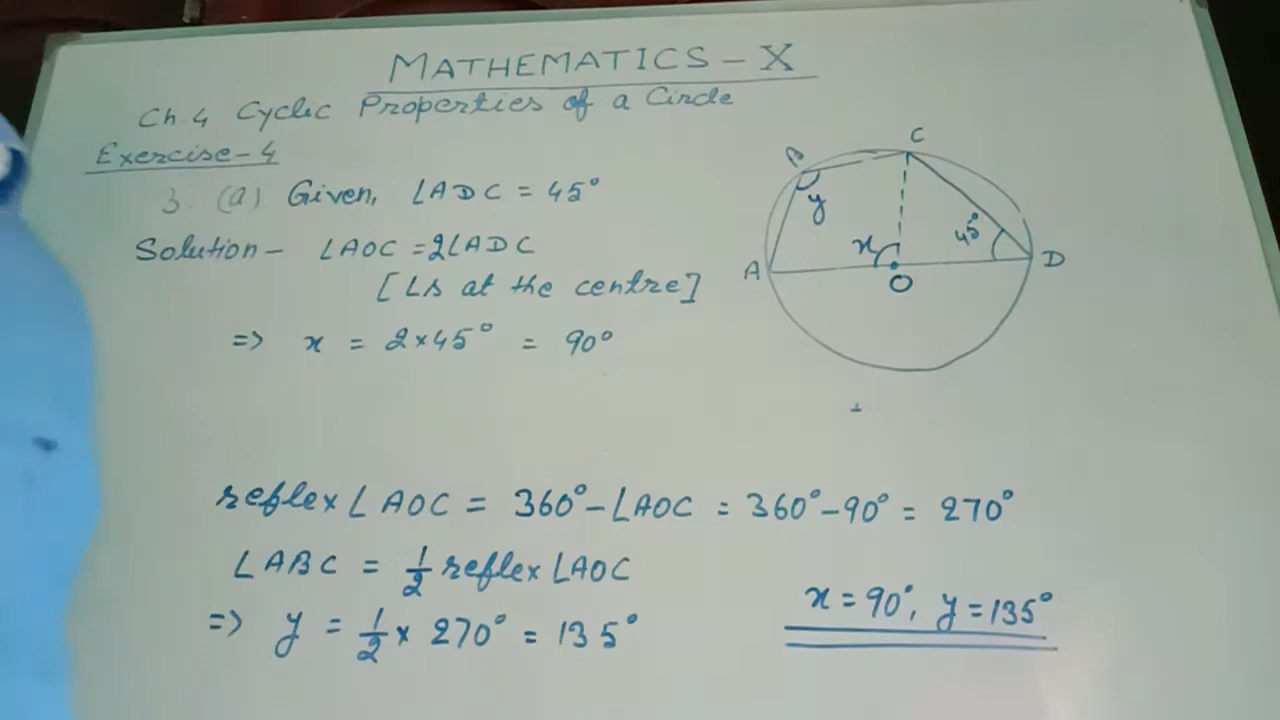 MATHEMATICS - X
Ch 4 Cyclic Properties of a Circle
Exercise - 4
3. (a) Given, ∠ADC = 45°
Solution - ∠AOC = 2∠ADC
[∠s at the centre]
⇒ x = 2×45° = 90°
B
C
y
x
45°
A
O
D
reflex ∠AOC = 360° - ∠AOC = 360° - 90° = 270°
∠ABC = 1/2 reflex ∠AOC
⇒ y = 1/2 × 270° = 135°
x = 90°, y = 135°